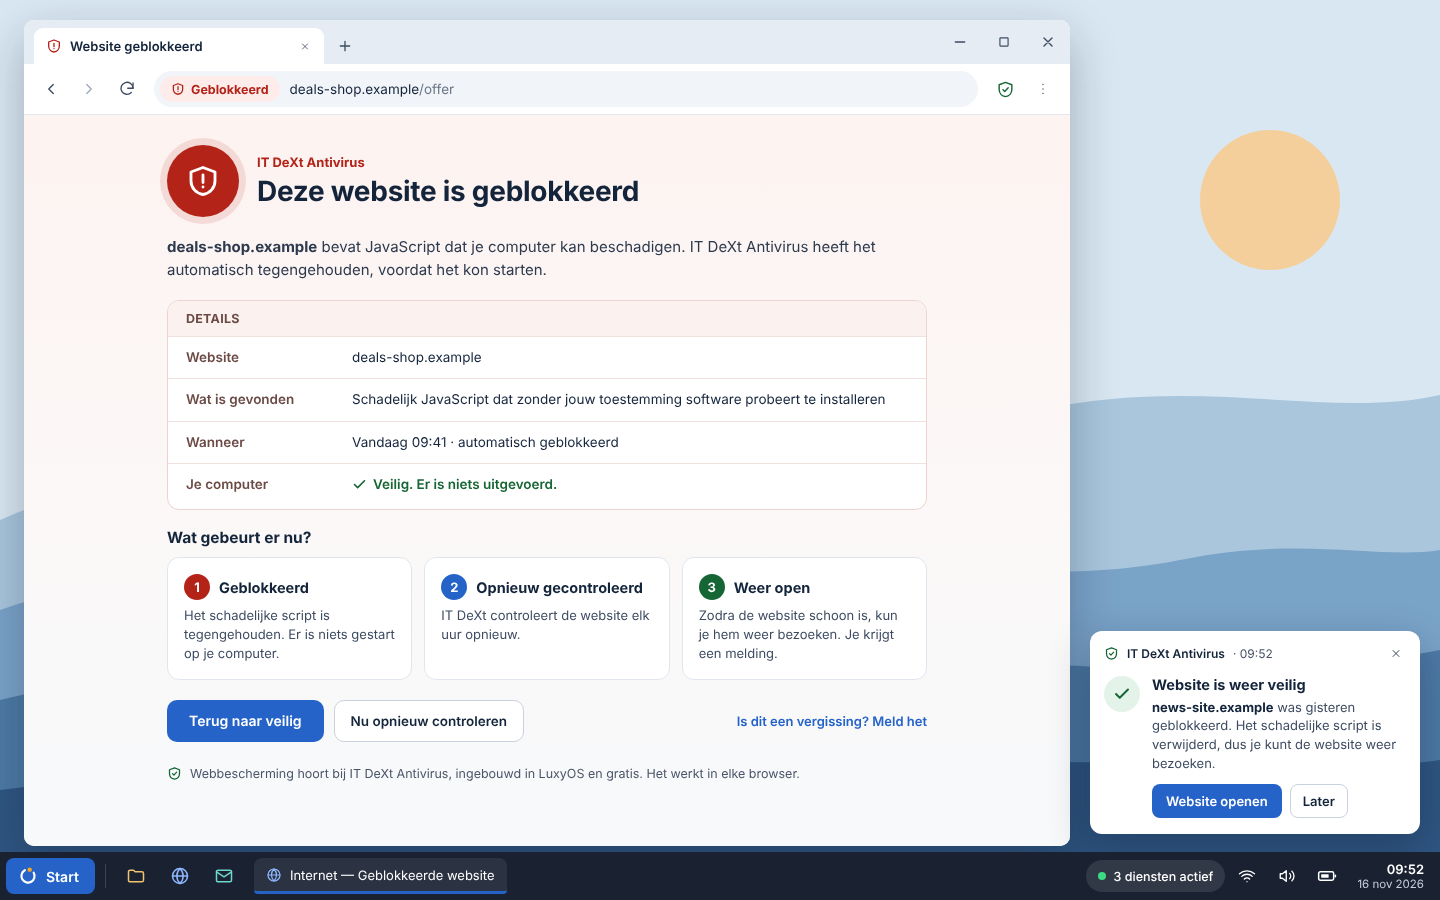 Website geblokkeerd
Geblokkeerd
deals-shop.example/offer
IT DeXt Antivirus
Deze website is geblokkeerd
deals-shop.example bevat JavaScript dat je computer kan beschadigen. IT DeXt Antivirus heeft het
automatisch tegengehouden, voordat het kon starten.
DETAILS
Website deals-shop.example
Wat is gevonden Schadelijk JavaScript dat zonder jouw toestemming software probeert te installeren
Wanneer Vandaag 09:41 · automatisch geblokkeerd
Je computer Veilig. Er is niets uitgevoerd.
Wat gebeurt er nu?
1 Geblokkeerd
Het schadelijke script is
tegengehouden. Er is niets gestart
op je computer.
2 Opnieuw gecontroleerd
IT DeXt controleert de website elk
uur opnieuw.
3 Weer open
Zodra de website schoon is, kun
je hem weer bezoeken. Je krijgt
een melding.
Terug naar veilig
Nu opnieuw controleren
Is dit een vergissing? Meld het
Webbescherming hoort bij IT DeXt Antivirus, ingebouwd in LuxyOS en gratis. Het werkt in elke browser.
IT DeXt Antivirus · 09:52
Website is weer veilig
news-site.example was gisteren
geblokkeerd. Het schadelijke script is
verwijderd, dus je kunt de website weer
bezoeken.
Website openen
Later
Start
Internet — Geblokkeerde website
3 diensten actief
09:52
16 nov 2026